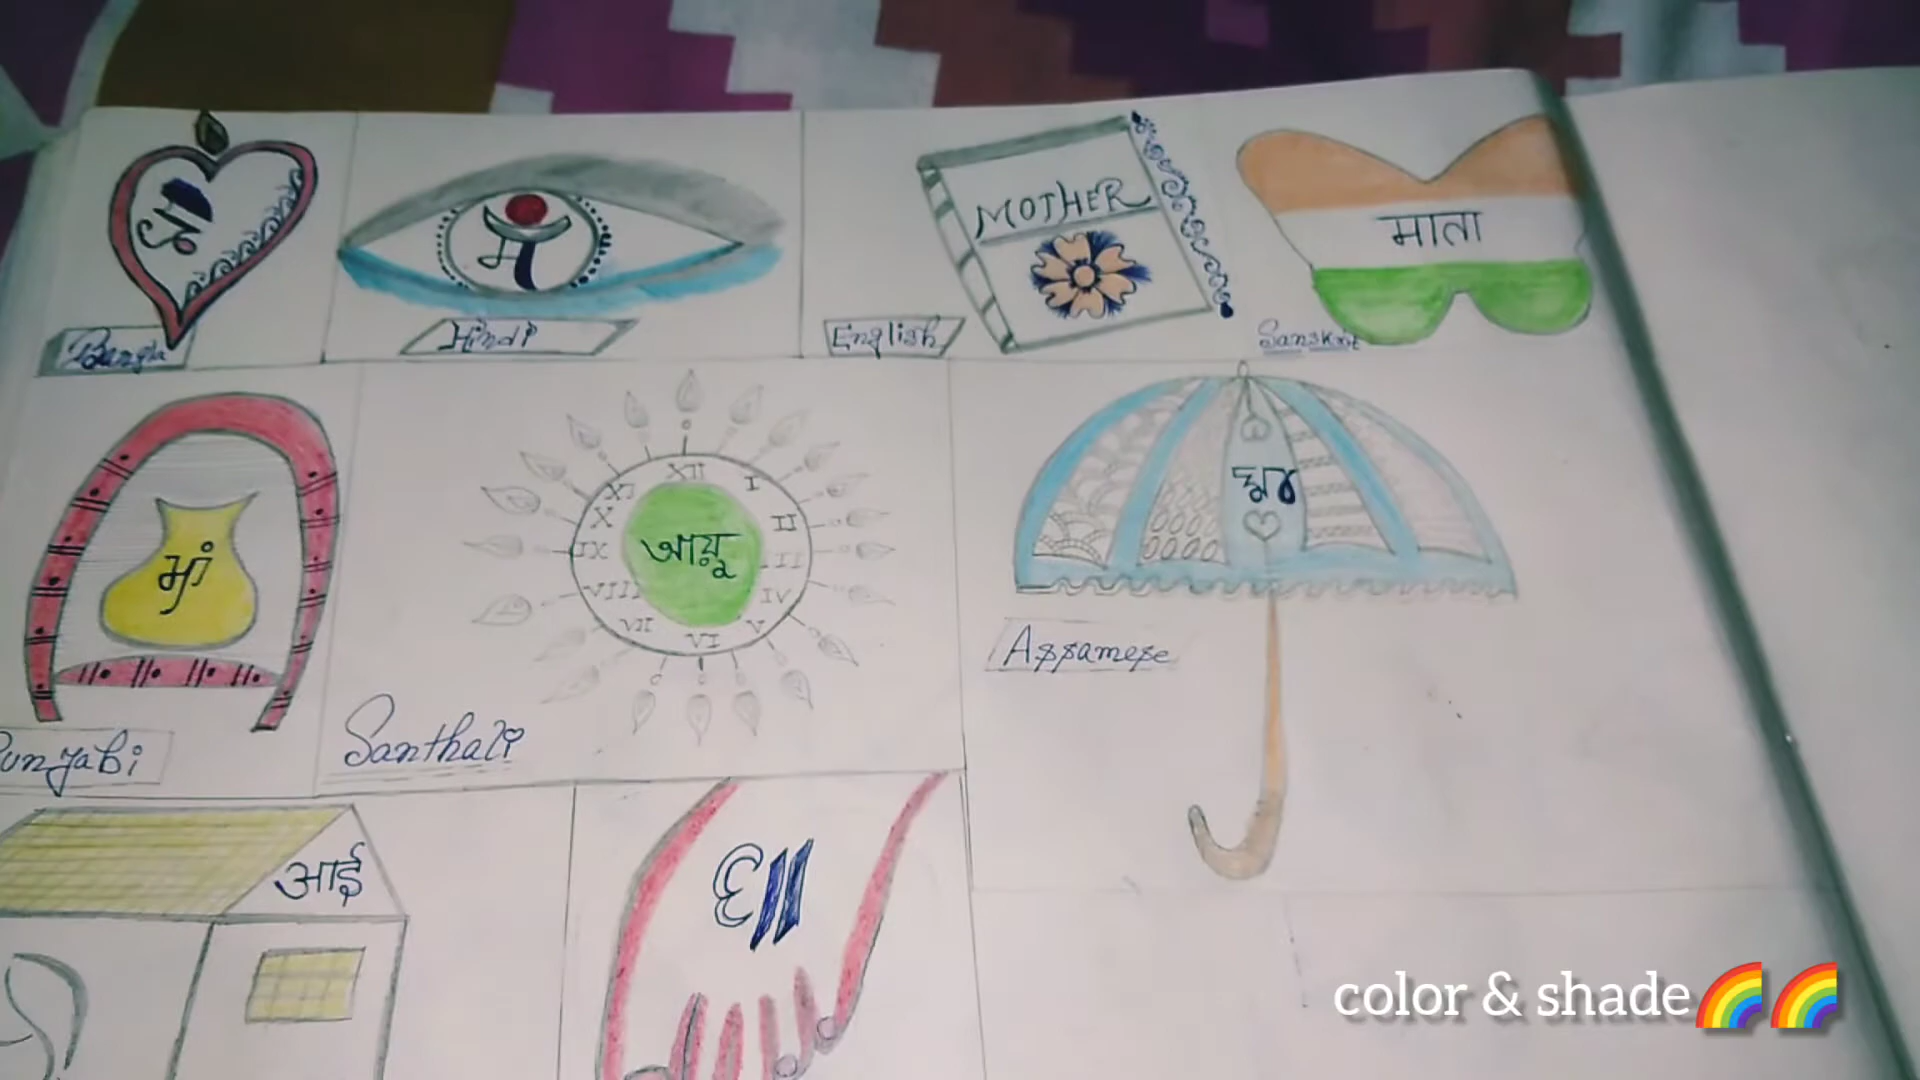 মা
Bangla
माँ
Hindi
MOTHER
English
माता
Sanskrit
मां
Punjabi
XII
I
II
III
IV
V
VI
VII
VIII
IX
X
XI
আয়ু
Santhali
Assamese
आई
color & shade🌈🌈